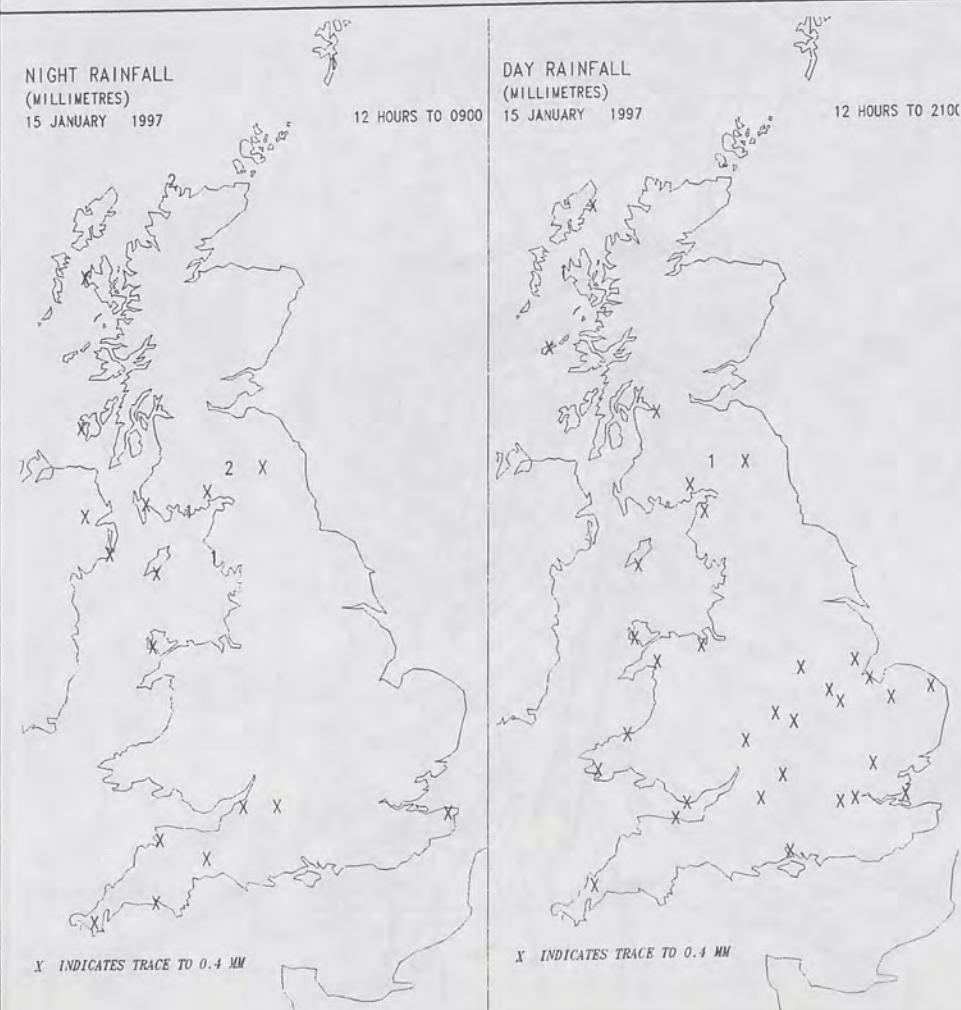 NIGHT RAINFALL
(MILLIMETRES)
15 JANUARY 1997
12 HOURS TO 0900
2
2 X
1
1
X INDICATES TRACE TO 0.4 MM
DAY RAINFALL
(MILLIMETRES)
15 JANUARY 1997
12 HOURS TO 2100
1 X
X INDICATES TRACE TO 0.4 MM